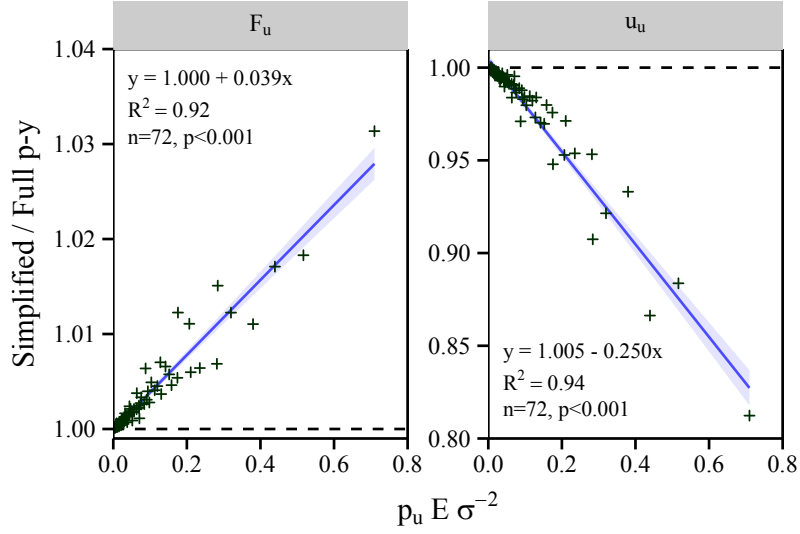 F_u
u_u
1.04
1.03
1.02
1.01
1.00
y = 1.000 + 0.039x
R² = 0.92
n=72, p<0.001
0.0 0.2 0.4 0.6 0.8
1.00
0.95
0.90
0.85
0.80
y = 1.005 - 0.250x
R² = 0.94
n=72, p<0.001
0.0 0.2 0.4 0.6 0.8
Simplified / Full p-y
p_u E σ⁻²